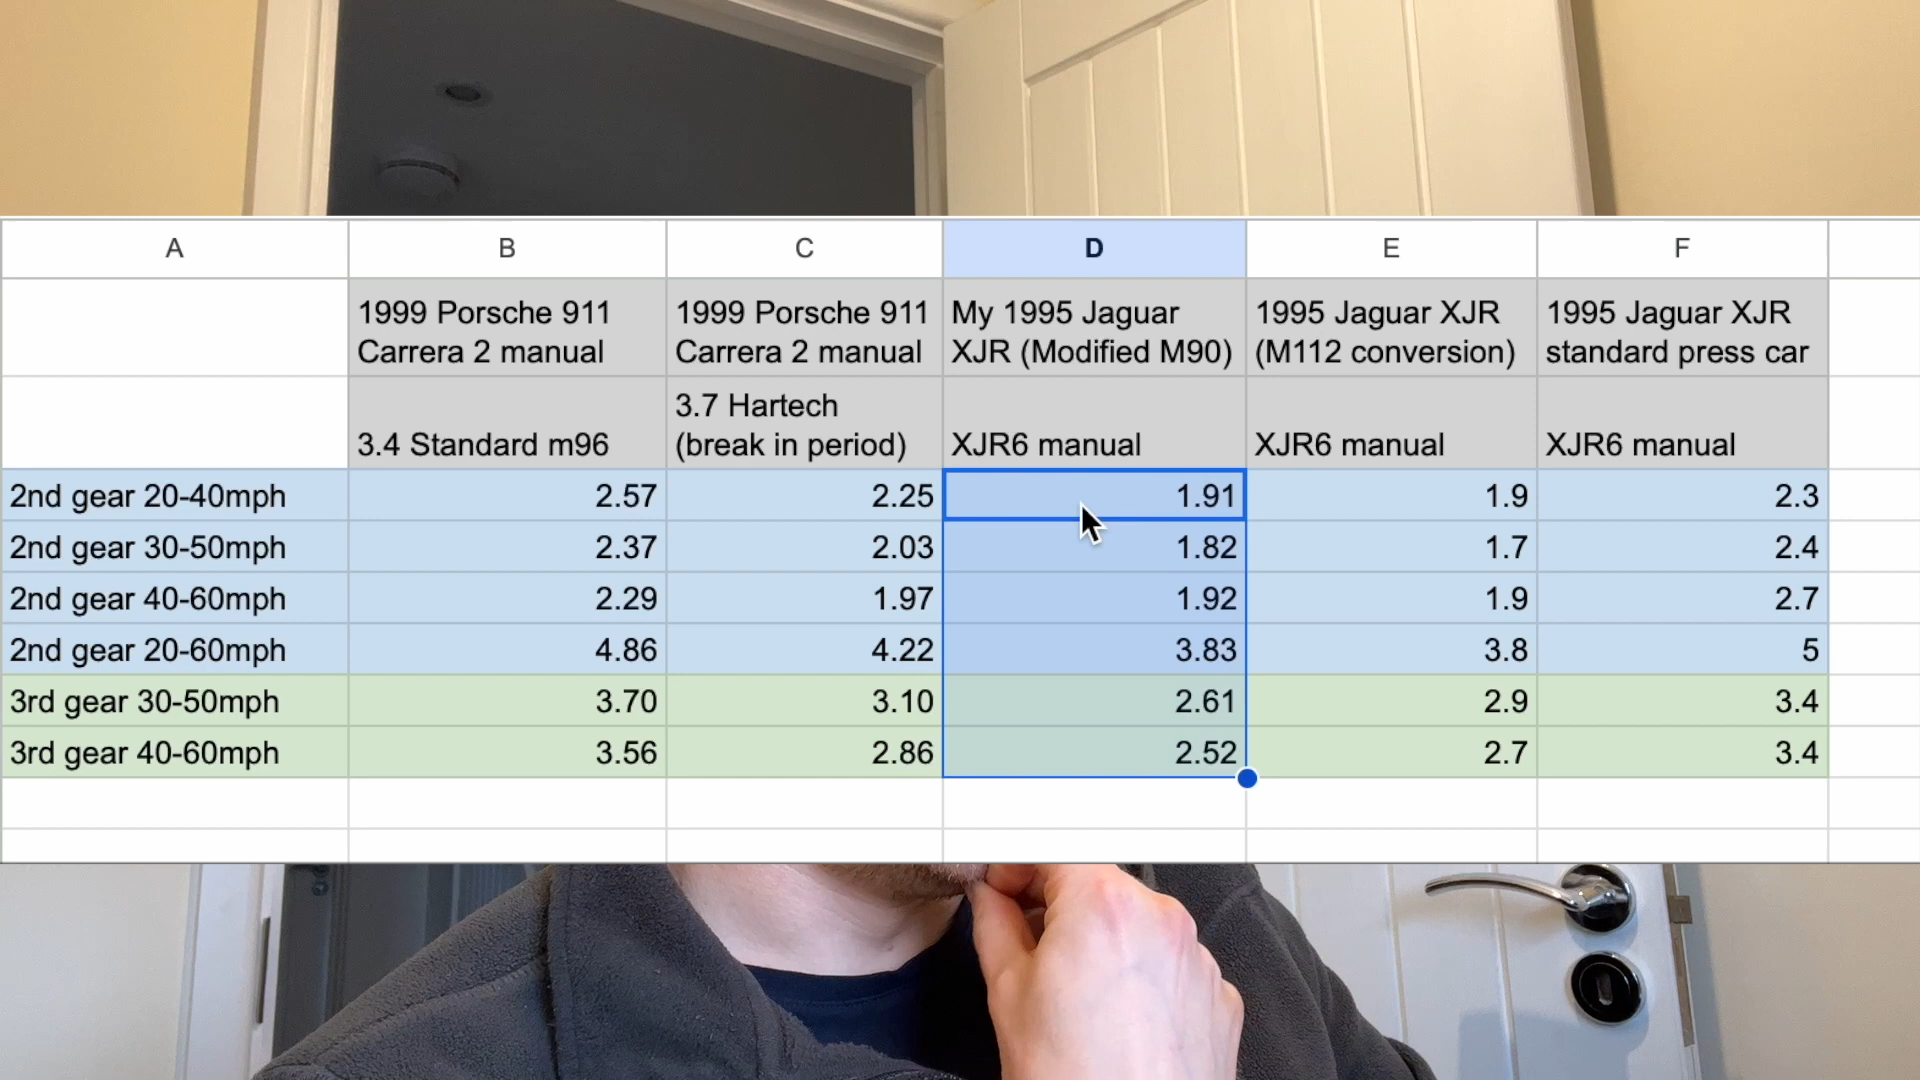 A B C D E F
1999 Porsche 911 Carrera 2 manual
1999 Porsche 911 Carrera 2 manual
My 1995 Jaguar XJR (Modified M90)
1995 Jaguar XJR (M112 conversion)
1995 Jaguar XJR standard press car
3.4 Standard m96
3.7 Hartech (break in period)
XJR6 manual
XJR6 manual
XJR6 manual
2nd gear 20-40mph 2.57 2.25 1.91 1.9 2.3
2nd gear 30-50mph 2.37 2.03 1.82 1.7 2.4
2nd gear 40-60mph 2.29 1.97 1.92 1.9 2.7
2nd gear 20-60mph 4.86 4.22 3.83 3.8 5
3rd gear 30-50mph 3.70 3.10 2.61 2.9 3.4
3rd gear 40-60mph 3.56 2.86 2.52 2.7 3.4